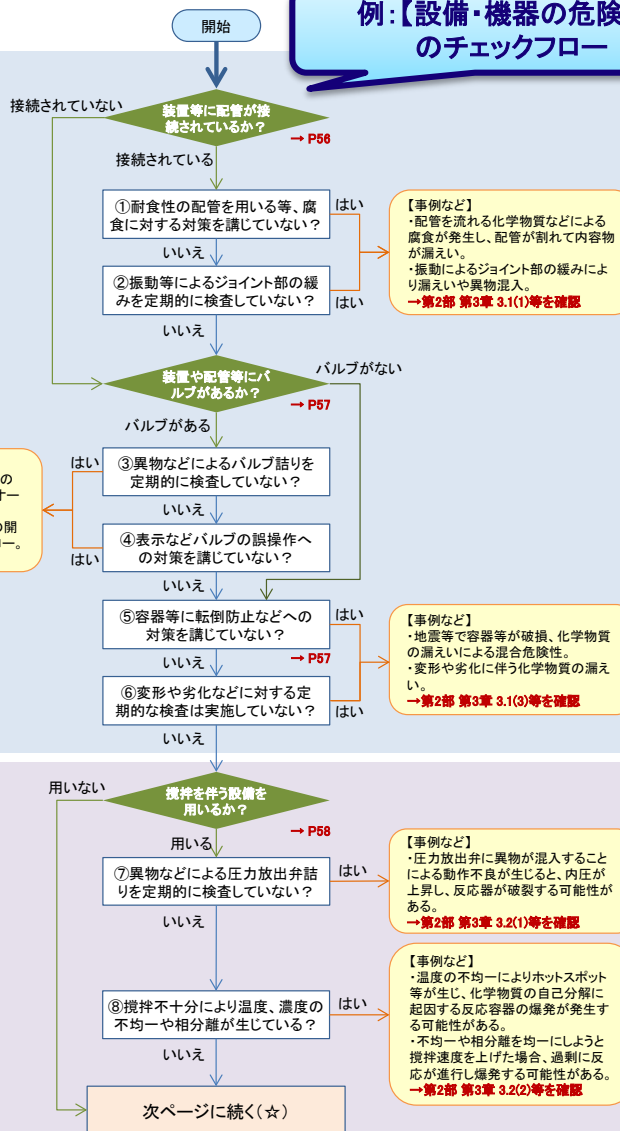 例:【設備・機器の危険
のチェックフロー
開始
接続されていない
装置等に配管が接
続されているか？
→ P56
接続されている
①耐食性の配管を用いる等、腐
食に対する対策を講じていない？
はい
いいえ
②振動等によるジョイント部の緩
みを定期的に検査していない？
はい
いいえ
【事例など】
・配管を流れる化学物質などによる
腐食が発生し、配管が割れて内容物
が漏えい。
・振動によるジョイント部の緩みによ
り漏えいや異物混入。
→第2部 第3章 3.1(1)等を確認
装置や配管等にバ
ルブがあるか？
バルブがない
→ P57
バルブがある
はい
③異物などによるバルブ詰りを
定期的に検査していない？
いいえ
はい
④表示などバルブの誤操作へ
の対策を講じていない？
いいえ
の
オー
の開
ロー。
⑤容器等に転倒防止などへの
対策を講じていない？
はい
→ P57
いいえ
⑥変形や劣化などに対する定
期的な検査は実施していない？
はい
いいえ
【事例など】
・地震等で容器等が破損、化学物質
の漏えいによる混合危険性。
・変形や劣化に伴う化学物質の漏え
い。
→第2部 第3章 3.1(3)等を確認
用いない
撹拌を伴う設備を
用いるか？
→ P58
用いる
⑦異物などによる圧力放出弁詰
りを定期的に検査していない？
はい
いいえ
【事例など】
・圧力放出弁に異物が混入すること
による動作不良が生じると、内圧が
上昇し、反応器が破裂する可能性が
ある。
→第2部 第3章 3.2(1)等を確認
⑧撹拌不十分により温度、濃度の
不均一や相分離が生じている？
はい
いいえ
【事例など】
・温度の不均一によりホットスポット
等が生じ、化学物質の自己分解に
起因する反応容器の爆発が発生す
る可能性がある。
・不均一や相分離を均一にしようと
撹拌速度を上げた場合、過剰に反
応が進行し爆発する可能性がある。
→第2部 第3章 3.2(2)等を確認
次ページに続く(☆)